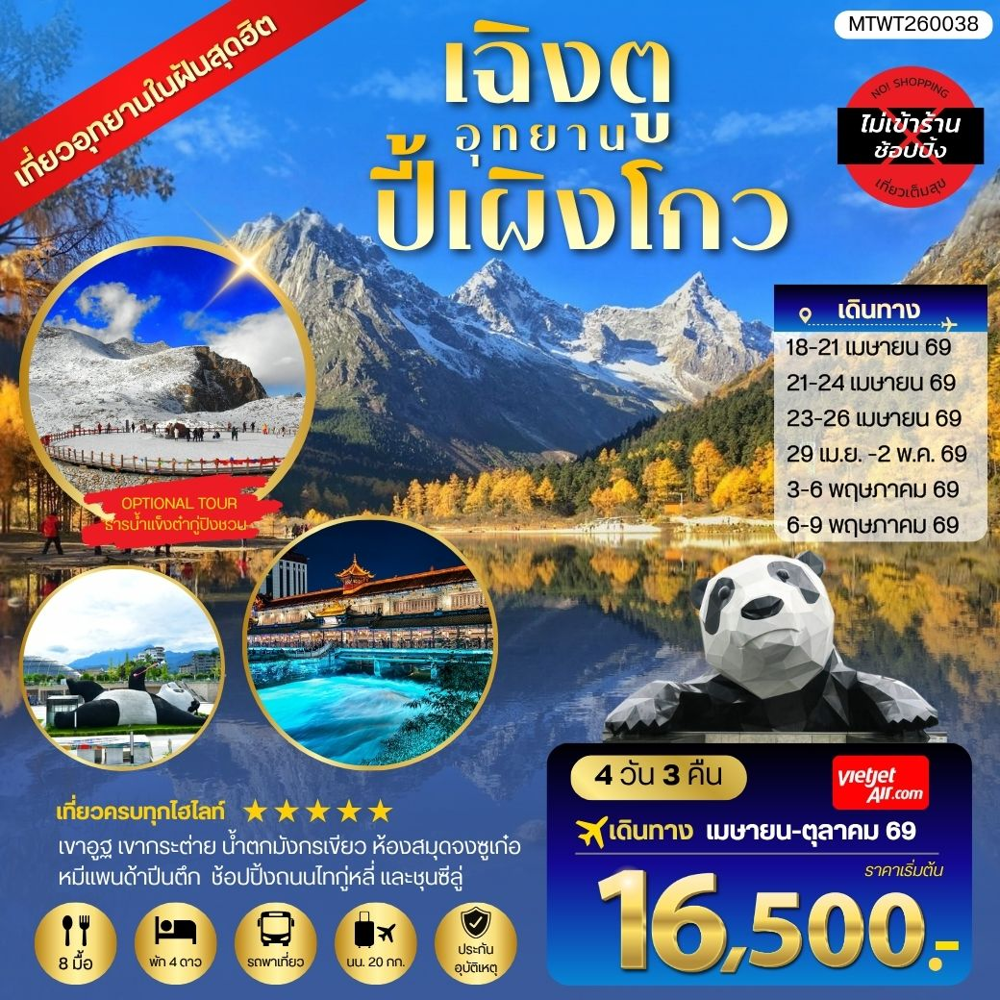 MTWT260038
เที่ยวอุทยานในฝันสุดฮิต
เฉิงตู
อุทยาน
ปี้เผิงโกว
NO! SHOPPING
ไม่เข้าร้าน
ช้อปปิ้ง
เที่ยวเต็มสุข
เดินทาง
18-21 เมษายน 69
21-24 เมษายน 69
23-26 เมษายน 69
29 เม.ย. -2 พ.ค. 69
3-6 พฤษภาคม 69
6-9 พฤษภาคม 69
OPTIONAL TOUR
ธารน้ำแข็งต๋ากู่ปิงชวน
4 วัน 3 คืน
vietjet
Air.com
เดินทาง เมษายน-ตุลาคม 69
ราคาเริ่มต้น
16,500.-
เที่ยวครบทุกไฮไลท์
เขาอูฐ เขากระต่าย น้ำตกมังกรเขียว ห้องสมุดจงซูเก๋อ
หมีแพนด้าปีนตึก ช้อปปิ้งถนนไทกู่หลี่ และชุนซีลู่
8 มื้อ
พัก 4 ดาว
รถพาเที่ยว
นน. 20 กก.
ประกัน
อุบัติเหตุ